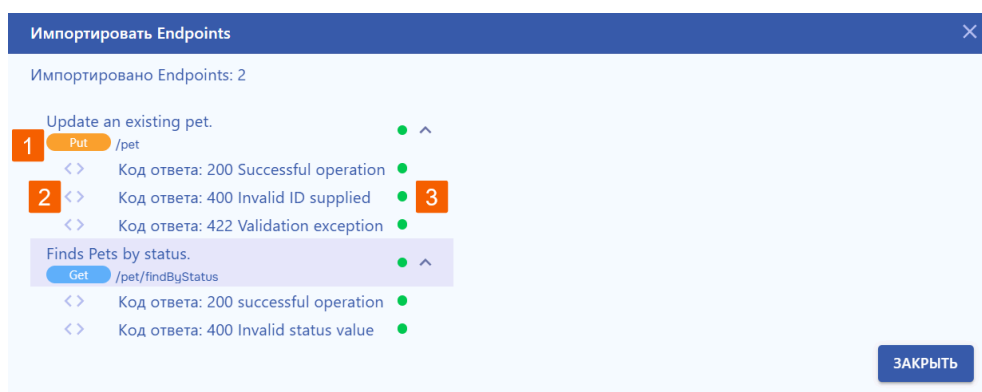 Импортировать Endpoints
Импортировано Endpoints: 2
Update an existing pet.
1 Put /pet
Код ответа: 200 Successful operation
2 <> Код ответа: 400 Invalid ID supplied 3
Код ответа: 422 Validation exception
Finds Pets by status.
Get /pet/findByStatus
Код ответа: 200 successful operation
Код ответа: 400 Invalid status value
ЗАКРЫТЬ